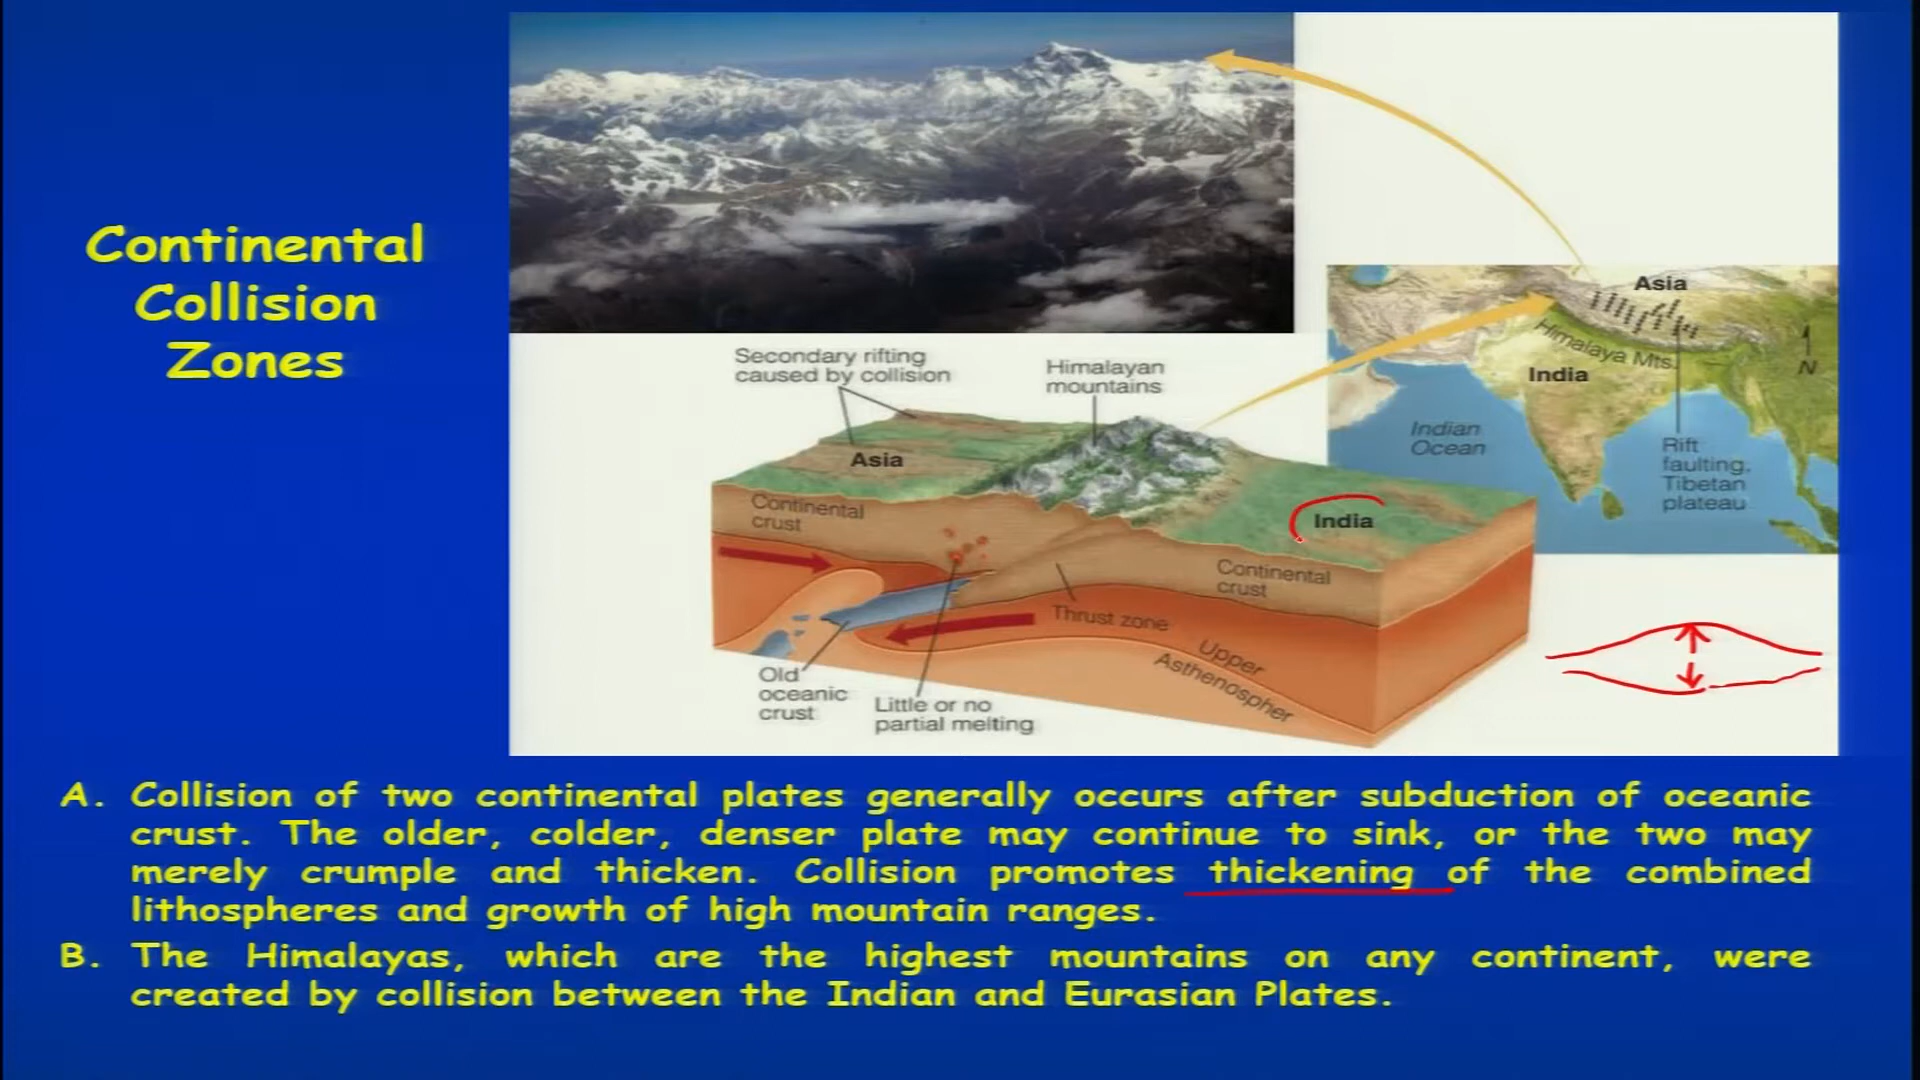 Continental
Collision
Zones
Asia
Himalaya Mts.
India
N
Indian
Ocean
Rift
faulting,
Tibetan
plateau
Secondary rifting
caused by collision
Himalayan
mountains
Asia
India
Continental
crust
Continental
crust
Thrust zone
Upper
Asthenospher
Old
oceanic
crust
Little or no
partial melting
A. Collision of two continental plates generally occurs after subduction of oceanic
crust. The older, colder, denser plate may continue to sink, or the two may
merely crumple and thicken. Collision promotes thickening of the combined
lithospheres and growth of high mountain ranges.
B. The Himalayas, which are the highest mountains on any continent, were
created by collision between the Indian and Eurasian Plates.